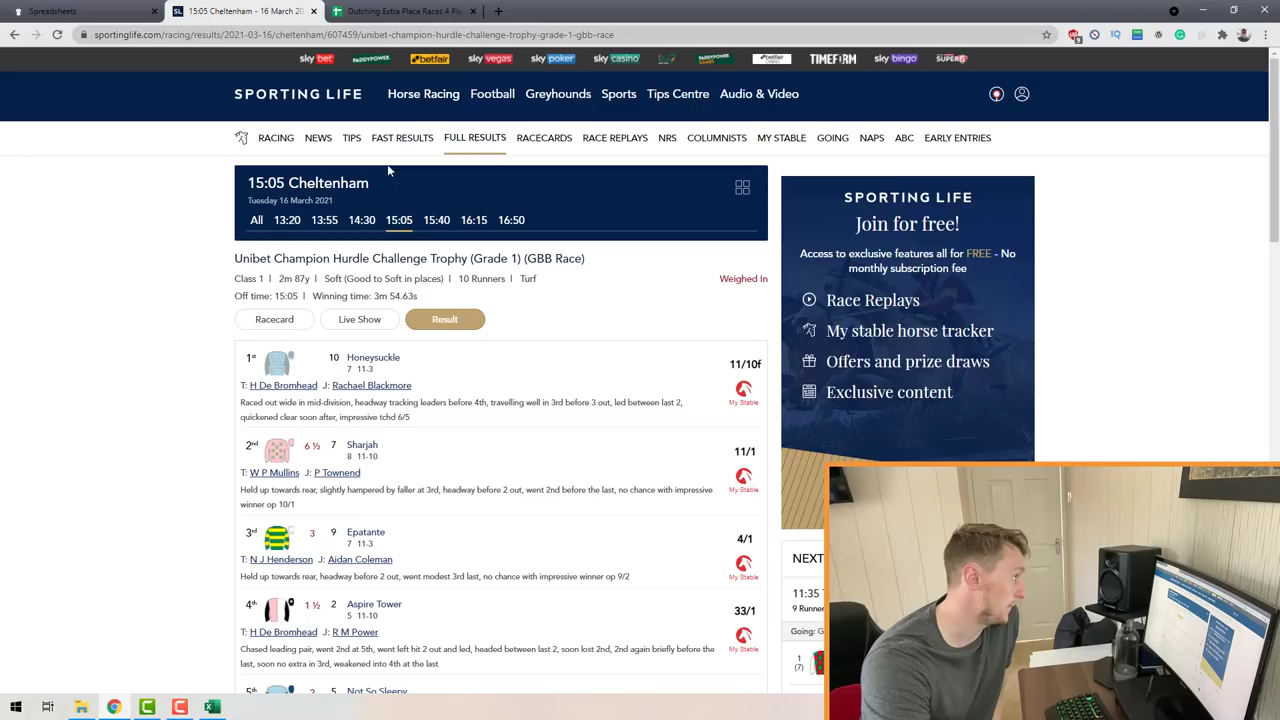 Spreadsheets
15:05 Cheltenham - Unibet Champ
Dutching Extra Place Races 4 Pla
sportinglife.com/racing/results/2021-03-16/cheltenham/607459/unibet-champion-hurdle-challenge-trophy-grade-1-gbb-race
sky bet PADDYPOWER betfair sky vegas sky poker sky casino betfair TIMEFORM sky bingo SUPER6
SPORTING LIFE
Horse Racing Football Greyhounds Sports Tips Centre Audio & Video
RACING NEWS TIPS FAST RESULTS FULL RESULTS RACECARDS RACE REPLAYS NRS COLUMNISTS MY STABLE GOING NAPS ABC EARLY ENTRIES
15:05 Cheltenham
Tuesday 16 March 2021
All 13:20 13:55 14:30 15:05 15:40 16:15 16:50
Unibet Champion Hurdle Challenge Trophy (Grade 1) (GBB Race)
Class 1 | 2m 87y | Soft (Good to Soft in places) | 10 Runners | Turf
Weighed In
Off time: 15:05 | Winning time: 3m 54.63s
Racecard Live Show Result
1st 10 Honeysuckle
7 11-3
11/10f
T: H De Bromhead J: Rachael Blackmore
My Stable
Raced out wide in mid-division, headway tracking leaders before 4th, travelling well in 3rd before 3 out, led between last 2,
quickened clear soon after, impressive tchd 6/5
2nd 6 ½ 7 Sharjah
8 11-10
11/1
T: W P Mullins J: P Townend
My Stable
Held up towards rear, slightly hampered by faller at 3rd, headway before 2 out, went 2nd before the last, no chance with impressive
winner op 10/1
3rd 3 9 Epatante
7 11-3
4/1
T: N J Henderson J: Aidan Coleman
My Stable
Held up towards rear, headway before 2 out, went modest 3rd last, no chance with impressive winner op 9/2
4th 1 ½ 2 Aspire Tower
5 11-10
33/1
T: H De Bromhead J: R M Power
My Stable
Chased leading pair, went 2nd at 5th, went left hit 2 out and led, headed between last 2, soon lost 2nd, 2nd again briefly before the
last, soon no extra in 3rd, weakened into 4th at the last
5th 2 5 Not So Sleepy
SPORTING LIFE
Join for free!
Access to exclusive features all for FREE - No
monthly subscription fee
Race Replays
My stable horse tracker
Offers and prize draws
Exclusive content
NEXT
11:35
9 Runner
Going: G
1
(7)